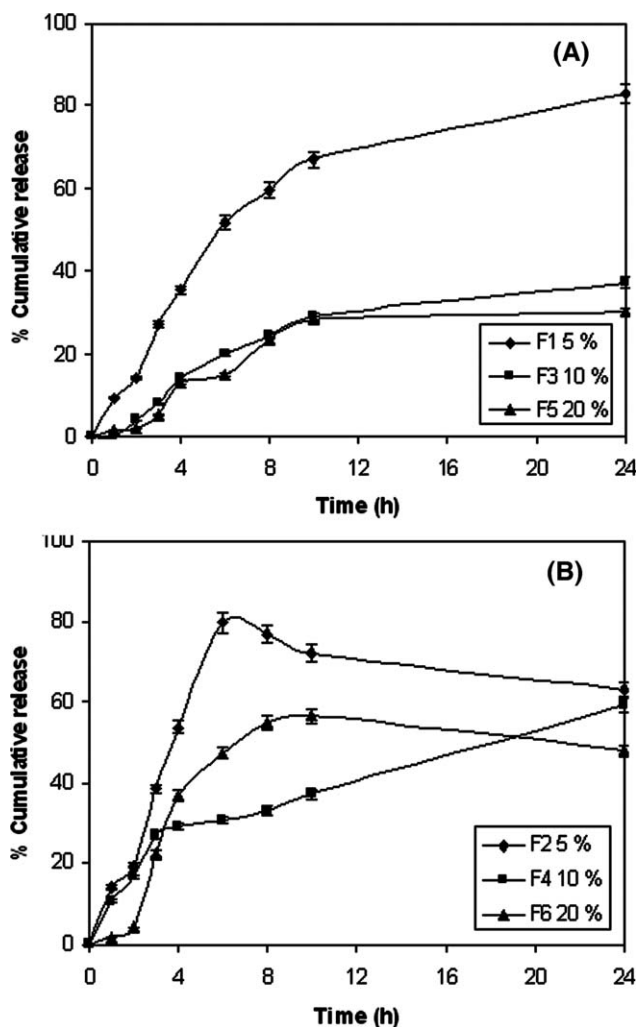 100
(A)
80
60
40
20
0
% Cumulative release
F1 5 %
F3 10 %
F5 20 %
0 4 8 12 16 20 24
Time (h)
100
(B)
80
60
40
20
0
% Cumulative release
F2 5 %
F4 10 %
F6 20 %
0 4 8 12 16 20 24
Time (h)